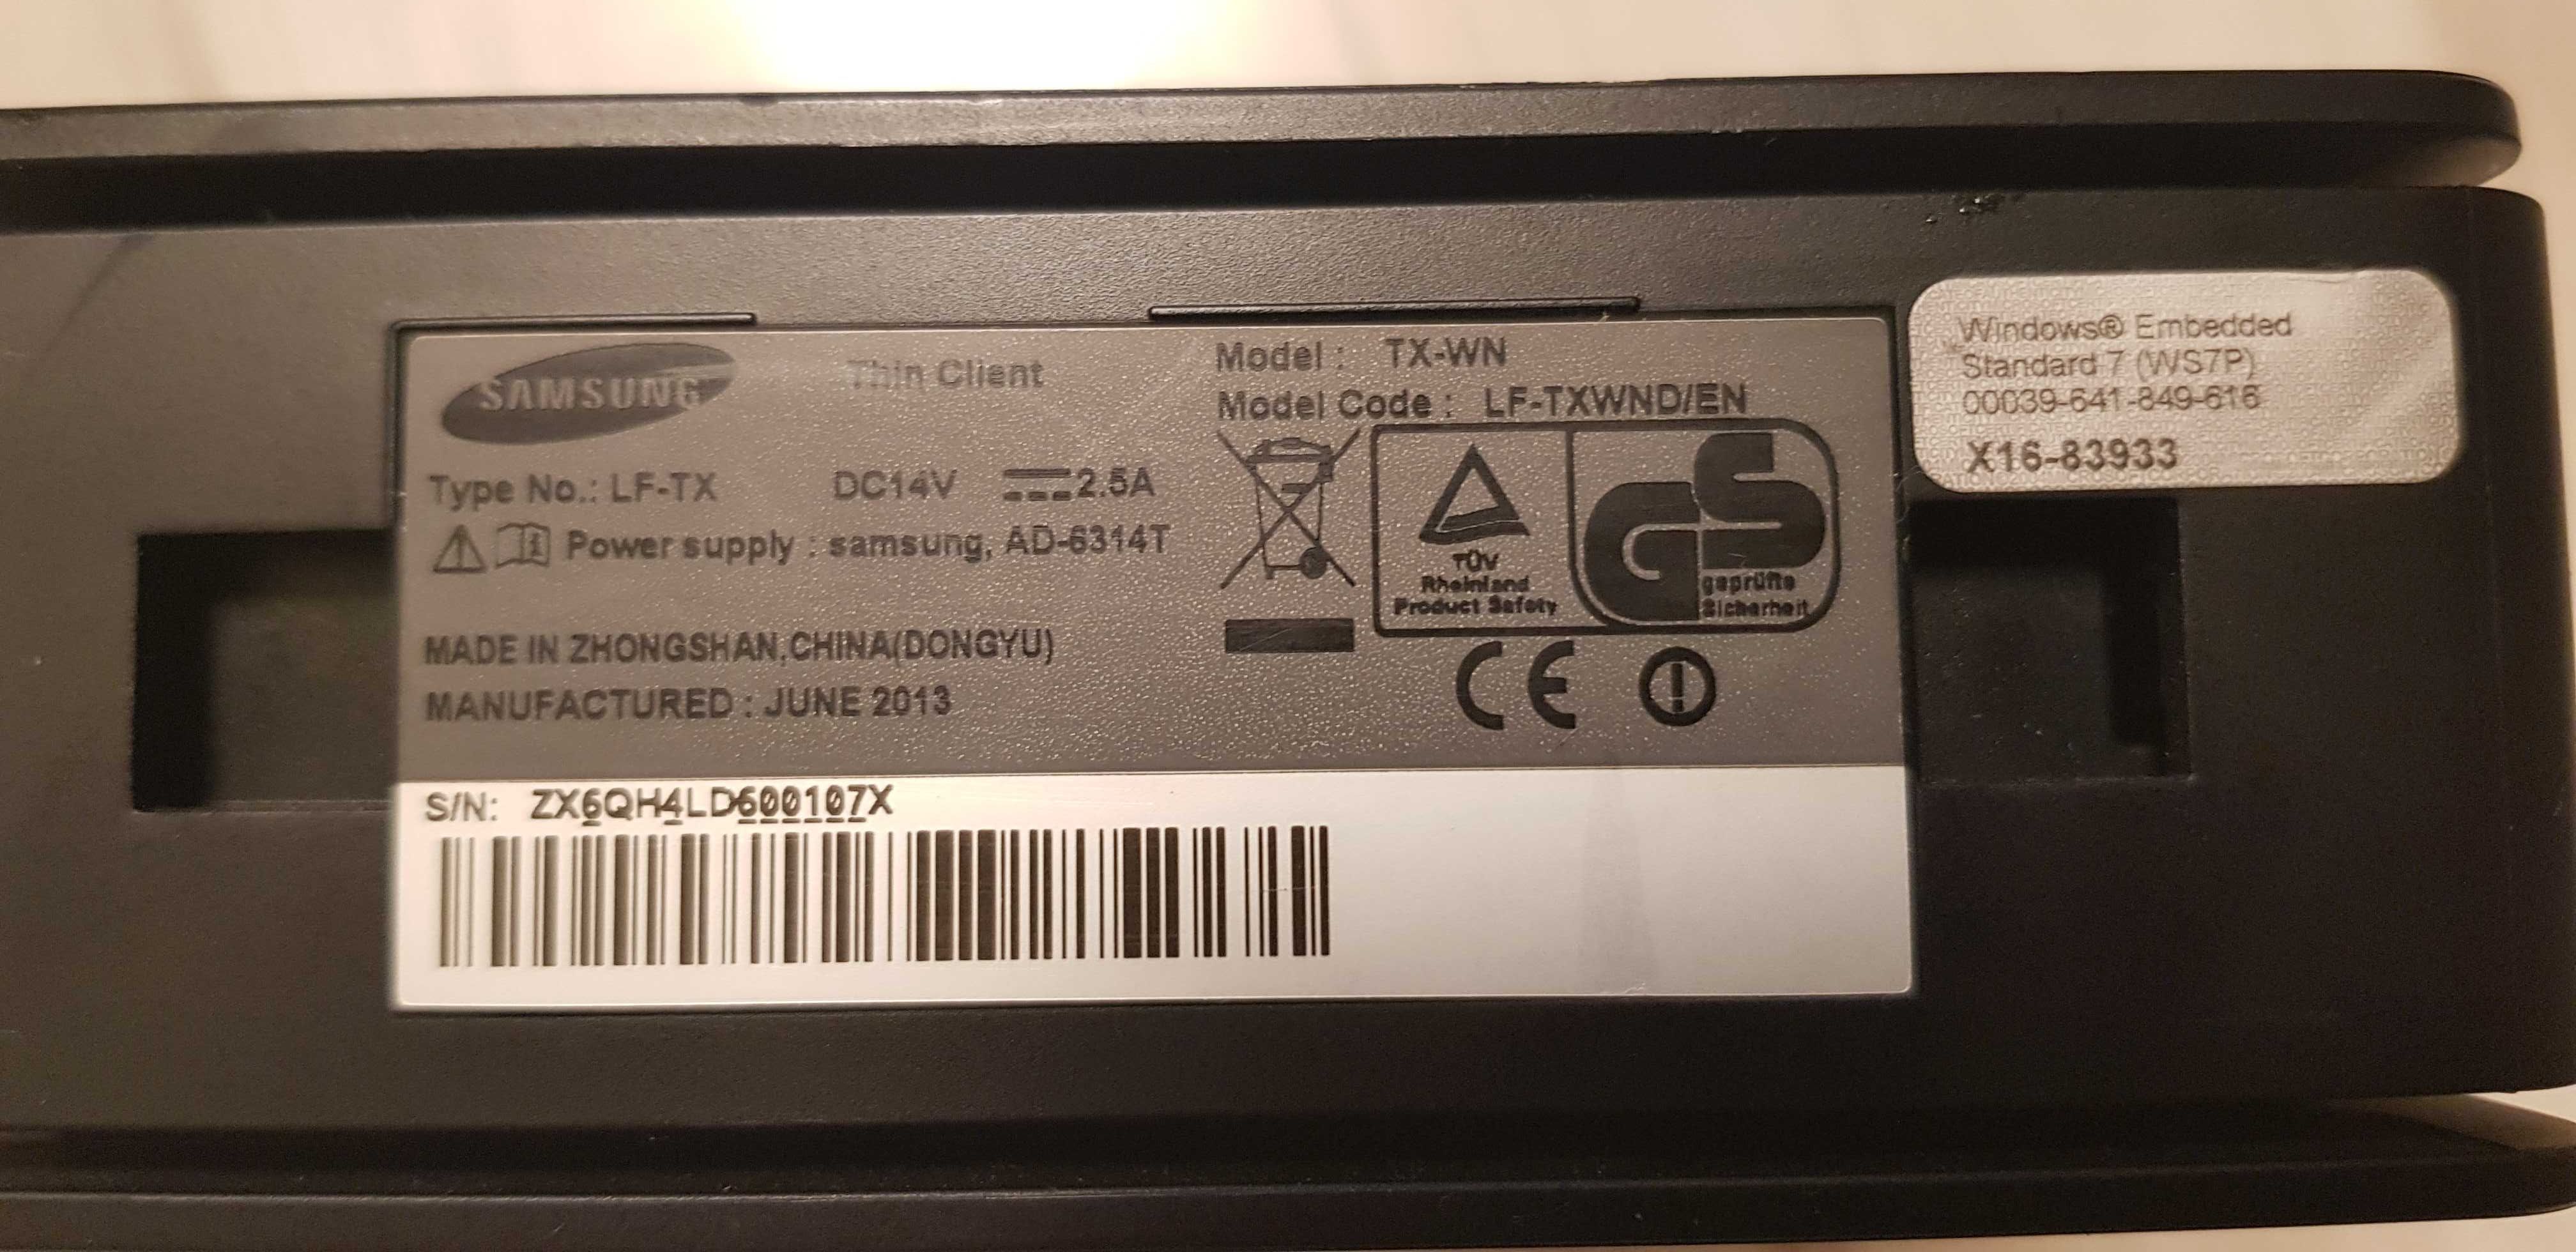 SAMSUNG
Thin Client
Type No.: LF-TX DC14V 2.5A
Power supply : samsung, AD-6314T
MADE IN ZHONGSHAN,CHINA(DONGYU)
MANUFACTURED : JUNE 2013
Model : TX-WN
Model Code : LF-TXWND/EN
TÜV
Rheinland
Product Safety
GS
geprüfte
Sicherheit
CE
S/N: ZX6QH4LD600107X
Windows® Embedded
Standard 7 (WS7P)
00039-641-849-616
X16-83933